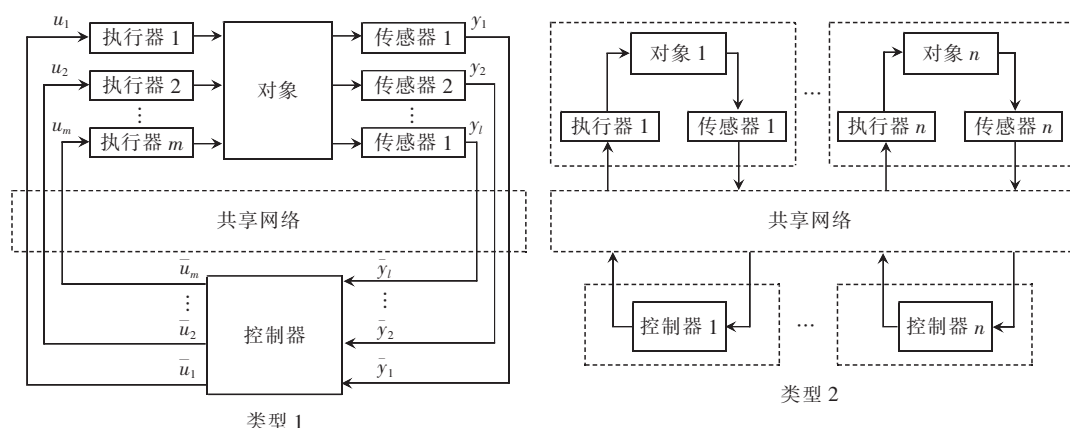 u₁ 执行器 1 传感器 1 y₁
u₂ 执行器 2 对象 传感器 2 y₂
⋮ ⋮
uₘ 执行器 m 传感器 1 yₗ
共享网络
ūₘ ȳₗ
⋮ ⋮
ū₂ 控制器 ȳ₂
ū₁ ȳ₁
类型 1
对象 1 … 对象 n
执行器 1 传感器 1 执行器 n 传感器 n
共享网络
控制器 1 … 控制器 n
类型 2